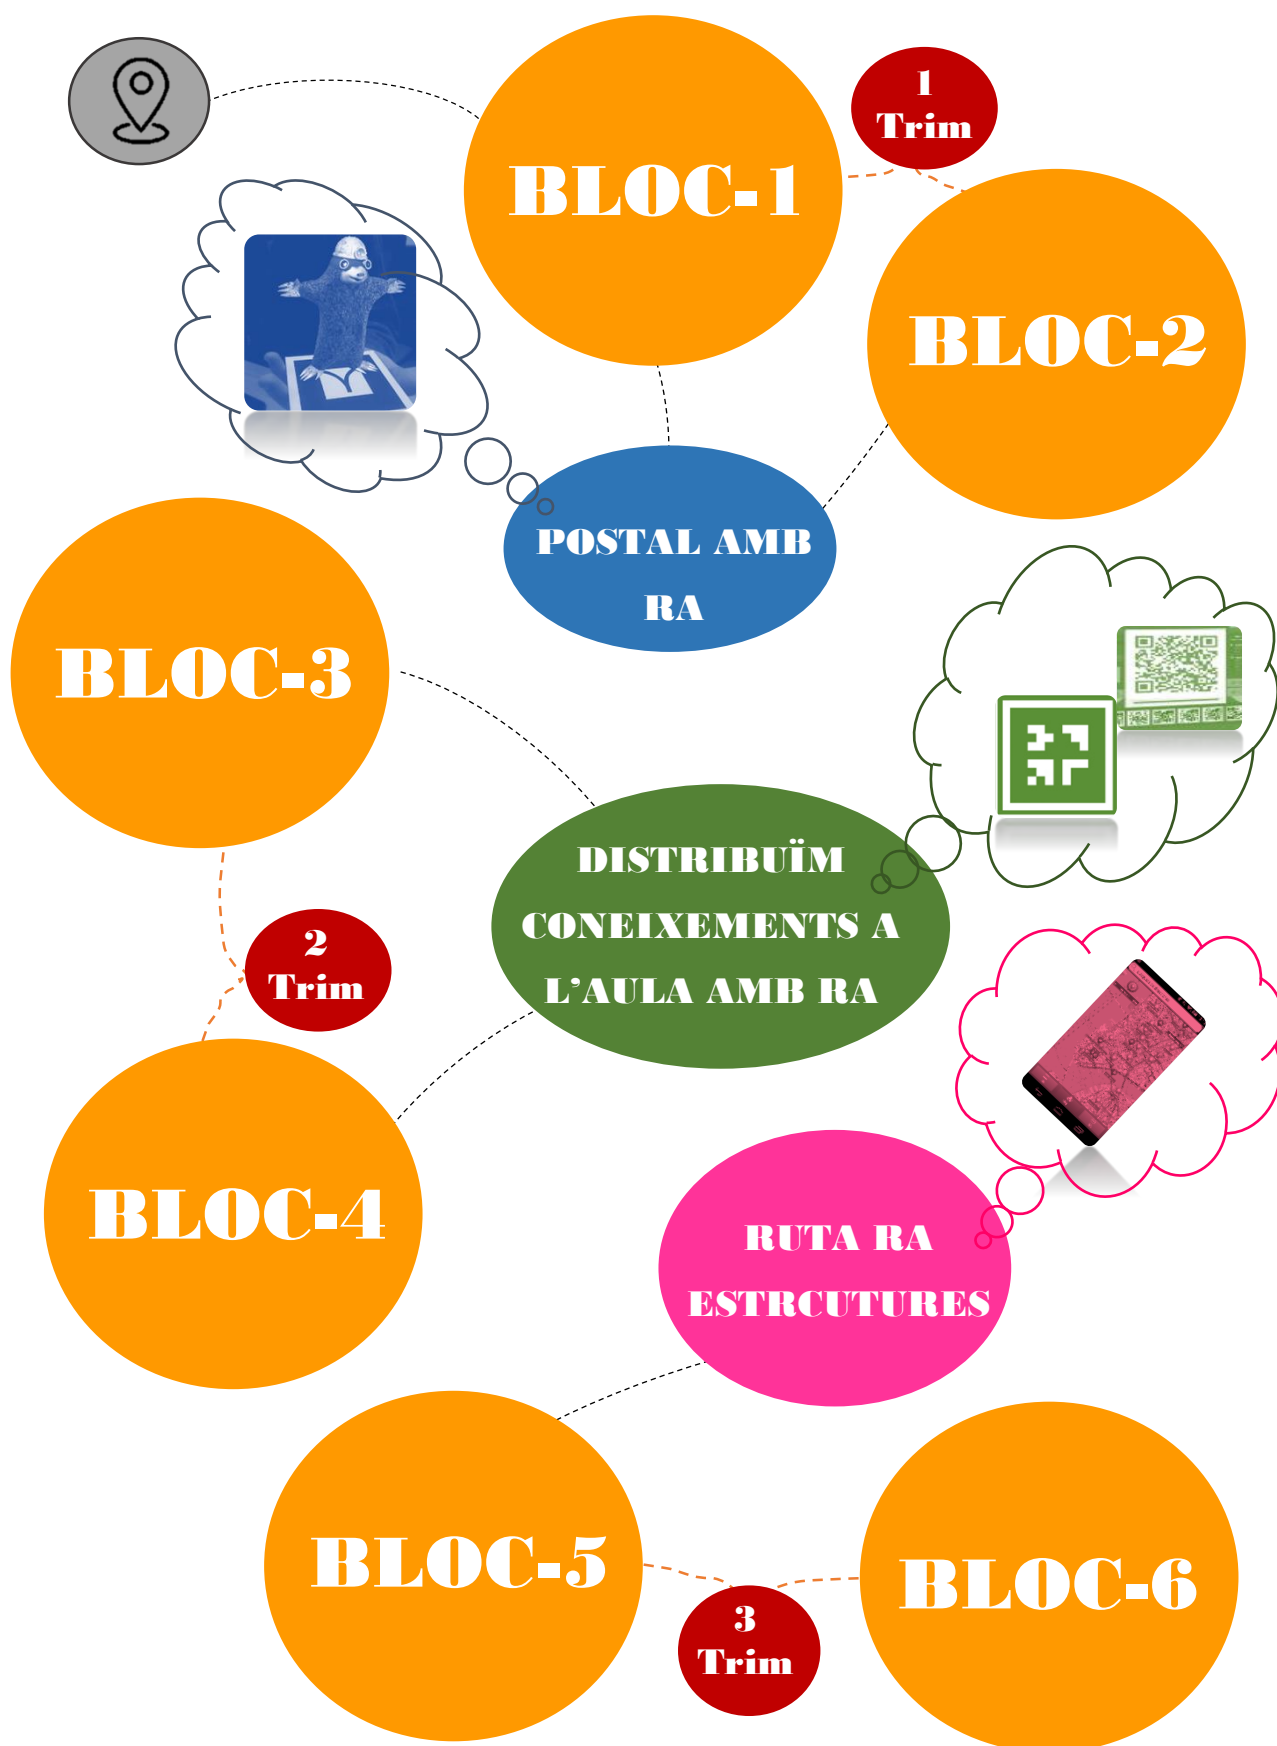 1
Trim
BLOC-1
BLOC-2
POSTAL AMB
RA
BLOC-3
DISTRIBUÏM
CONEIXEMENTS A
L'AULA AMB RA
2
Trim
BLOC-4
RUTA RA
ESTRCUTURES
BLOC-5
BLOC-6
3
Trim